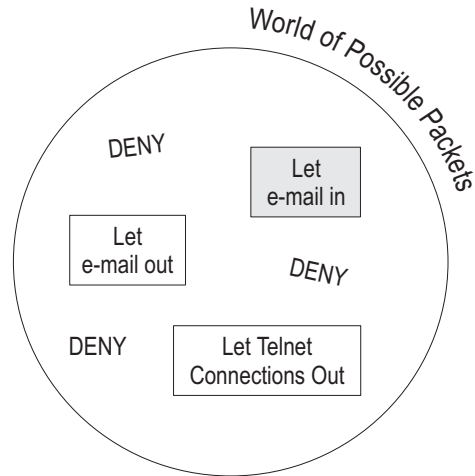 World of Possible Packets
DENY
Let
e-mail in
Let
e-mail out
DENY
DENY
Let Telnet
Connections Out